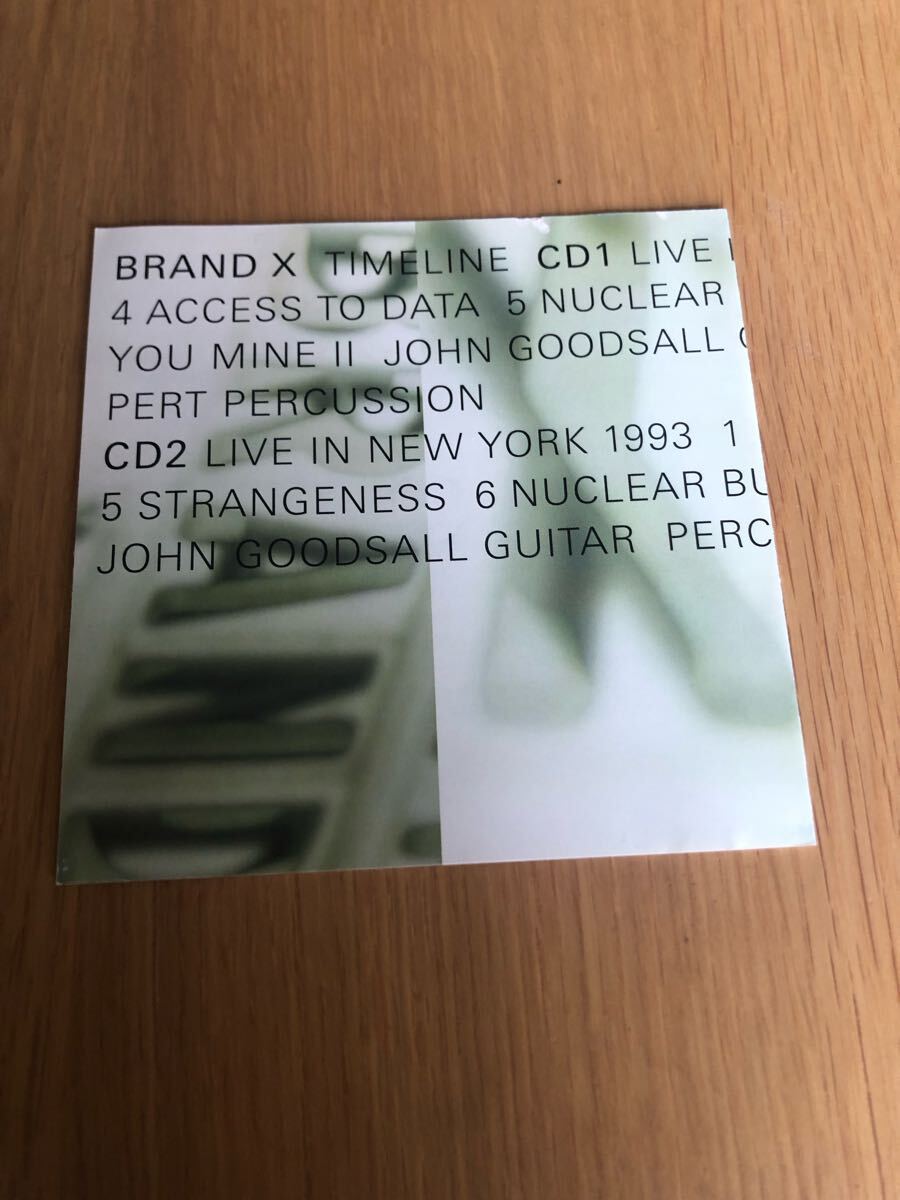 BRAND X TIMELINE CD1 LIVE
4 ACCESS TO DATA 5 NUCLEAR
YOU MINE II JOHN GOODSALL
PERT PERCUSSION
CD2 LIVE IN NEW YORK 1993 1
5 STRANGENESS 6 NUCLEAR BU
JOHN GOODSALL GUITAR PERC